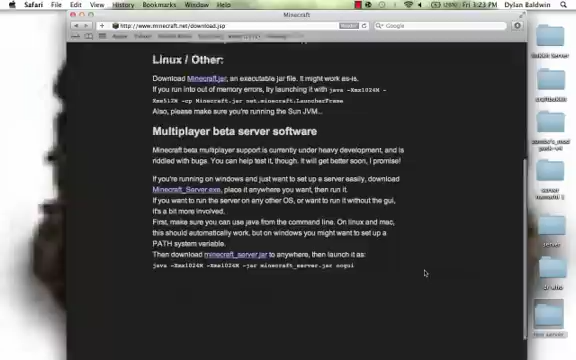 Safari File Edit View History Bookmarks Window Help
Fri 3:23 PM Dylan Baldwin
Minecraft
http://www.minecraft.net/download.jsp
Reader
Google
Linux / Other:
Download Minecraft.jar, an executable jar file. It might work as-is.
If you run into out of memory errors, try launching it with java -Xmx1024M -
Xms512M -cp Minecraft.jar net.minecraft.LauncherFrame
Also, please make sure you're running the Sun JVM...
Multiplayer beta server software
Minecraft beta multiplayer support is currently under heavy development, and is
riddled with bugs. You can help test it, though. It will get better soon, I promise!
If you're running on windows and just want to set up a server easily, download
Minecraft_Server.exe, place it anywhere you want, then run it.
If you want to run the server on any other OS, or want to run it without the gui,
it's a bit more involved.
First, make sure you can use java from the command line. On linux and mac,
this should automatically work, but on windows you might want to set up a
PATH system variable.
Then download minecraft_server.jar to anywhere, then launch it as:
java -Xmx1024M -Xms1024M -jar minecraft_server.jar nogui
craftbukkit
server